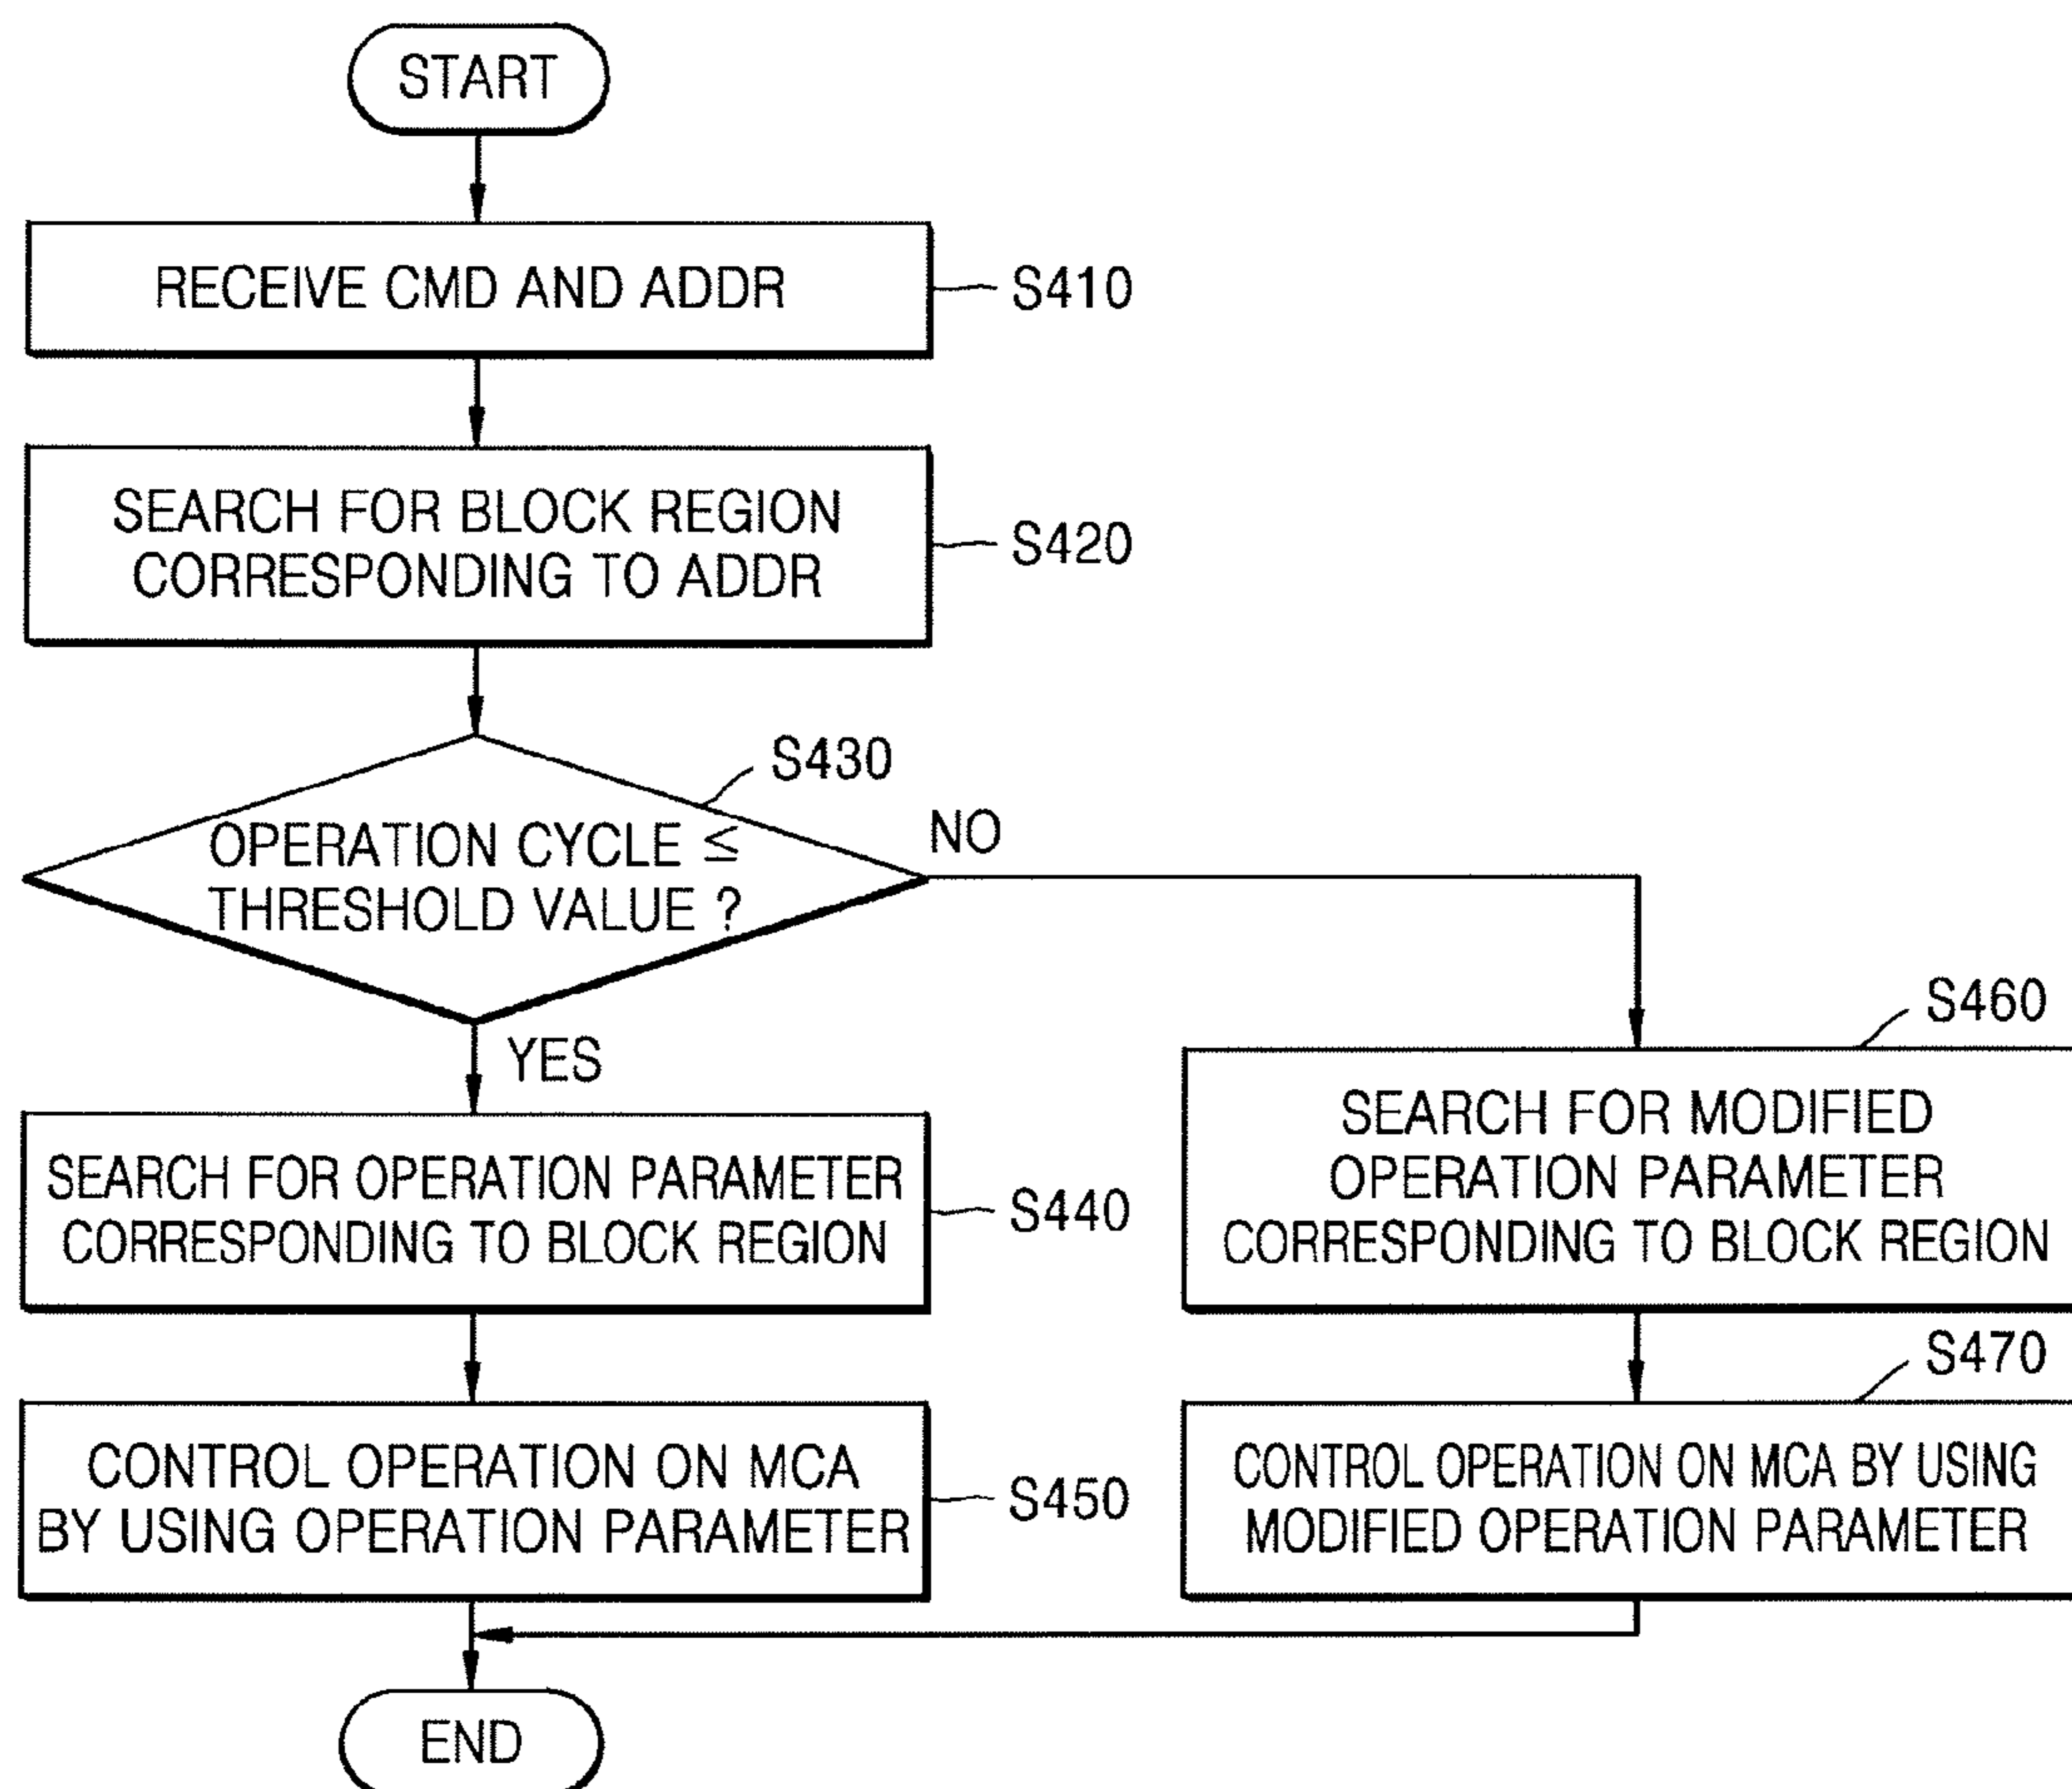 START
RECEIVE CMD AND ADDR
S410
SEARCH FOR BLOCK REGION
CORRESPONDING TO ADDR
S420
S430
OPERATION CYCLE ≤
THRESHOLD VALUE ?
NO
YES
SEARCH FOR OPERATION PARAMETER
CORRESPONDING TO BLOCK REGION
S440
CONTROL OPERATION ON MCA
BY USING OPERATION PARAMETER
S450
S460
SEARCH FOR MODIFIED
OPERATION PARAMETER
CORRESPONDING TO BLOCK REGION
S470
CONTROL OPERATION ON MCA BY USING
MODIFIED OPERATION PARAMETER
END